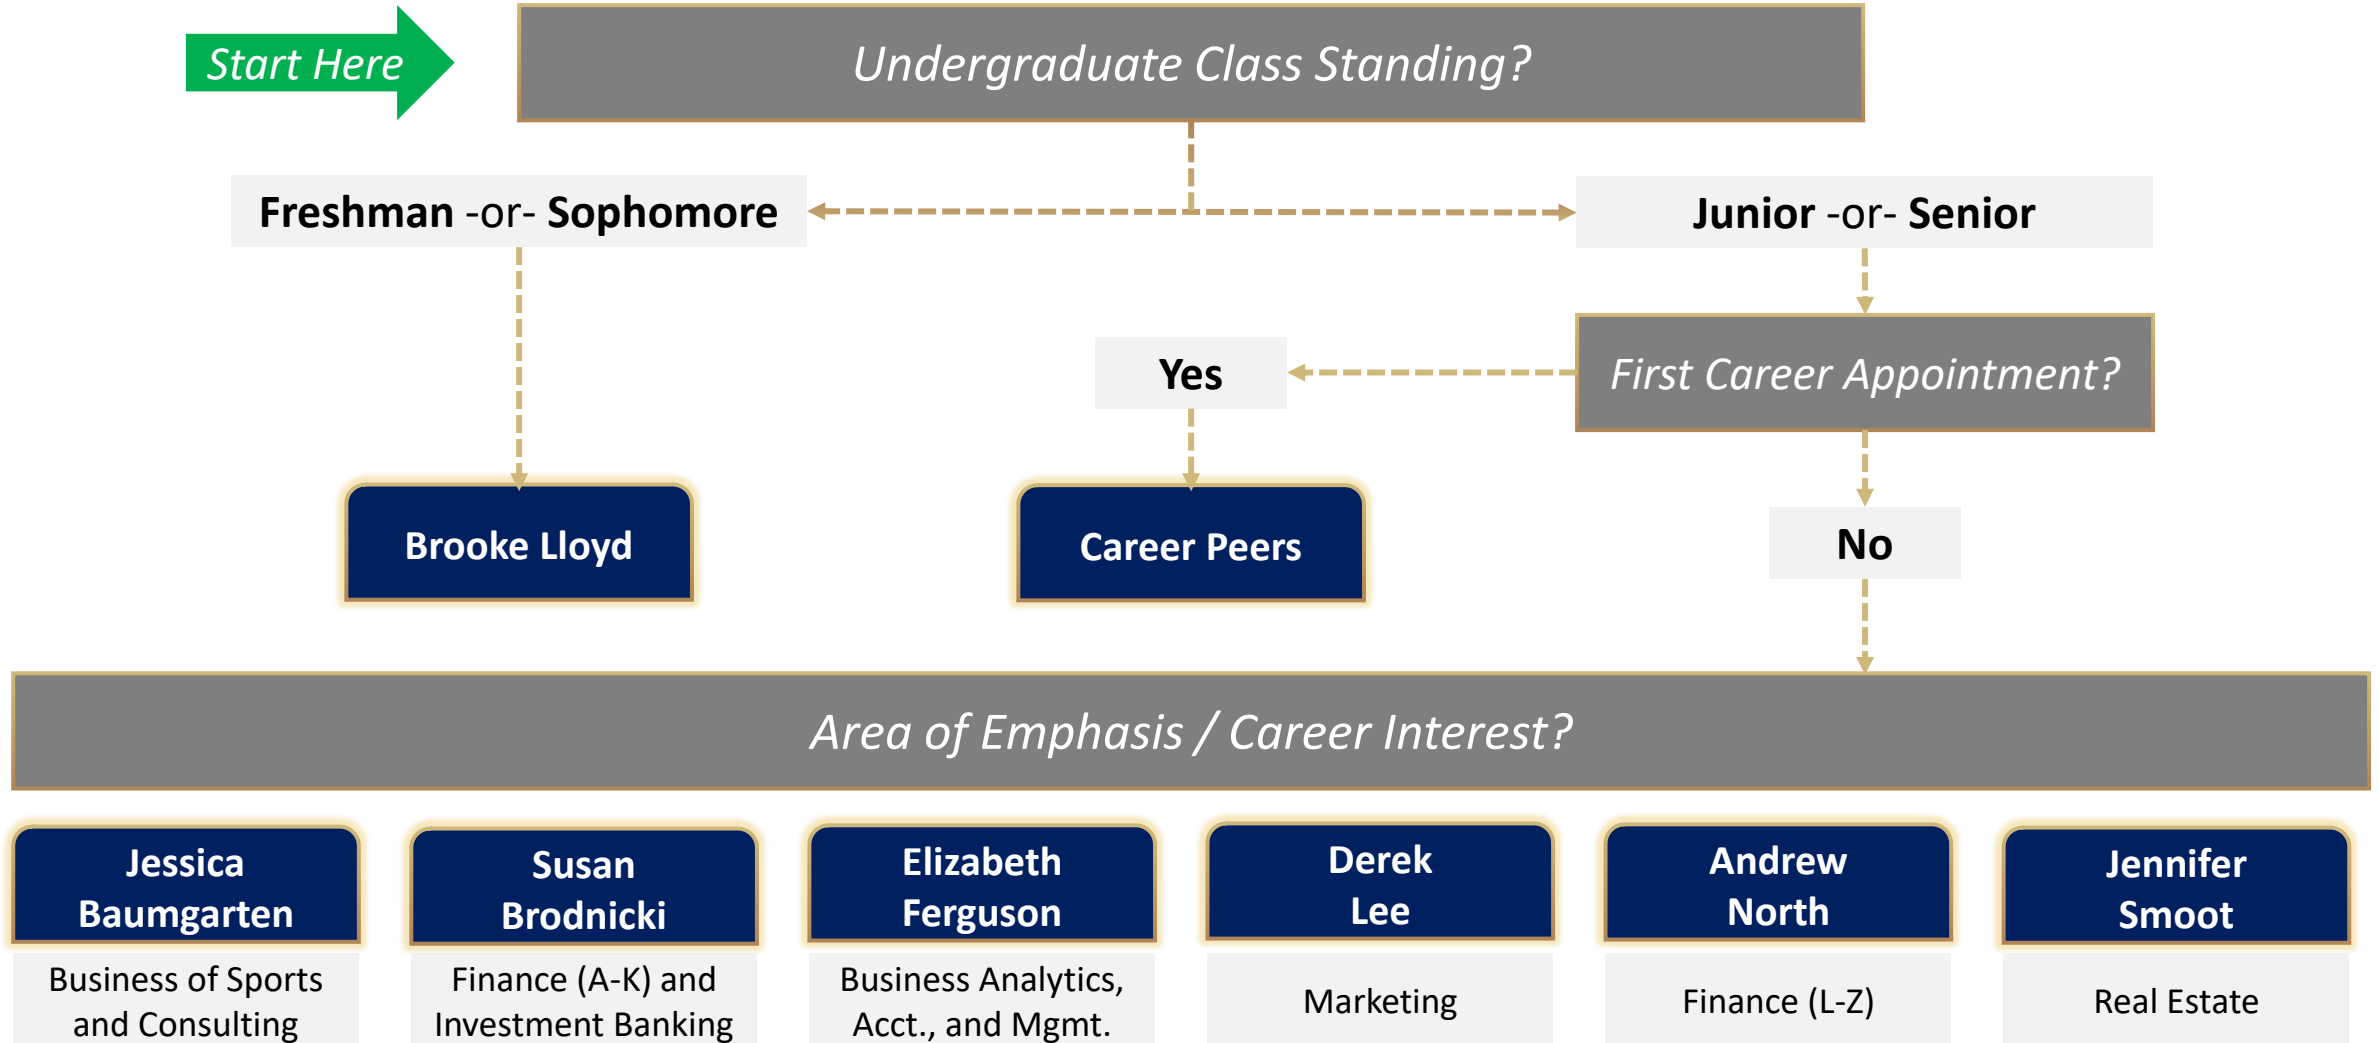 Start Here
Undergraduate Class Standing?
Freshman -or- Sophomore
Junior -or- Senior
Yes
First Career Appointment?
Brooke Lloyd
Career Peers
No
Area of Emphasis / Career Interest?
Jessica
Baumgarten
Business of Sports
and Consulting
Susan
Brodnicki
Finance (A-K) and
Investment Banking
Elizabeth
Ferguson
Business Analytics,
Acct., and Mgmt.
Derek
Lee
Marketing
Andrew
North
Finance (L-Z)
Jennifer
Smoot
Real Estate